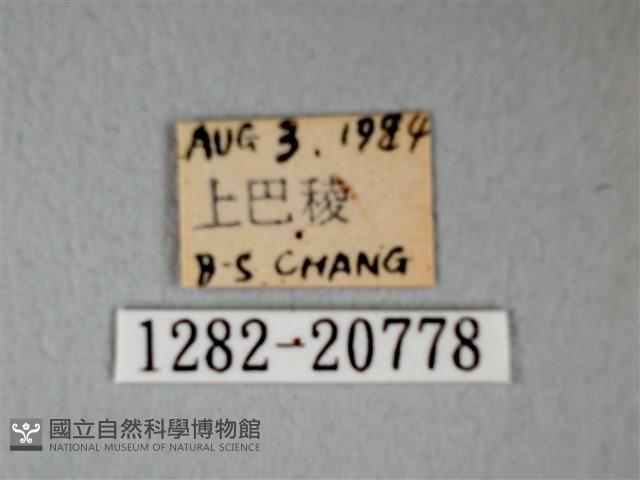 AUG 3. 1984
上巴稜
B-S. CHANG
1282-20778
國立自然科學博物館
NATIONAL MUSEUM OF NATURAL SCIENCE